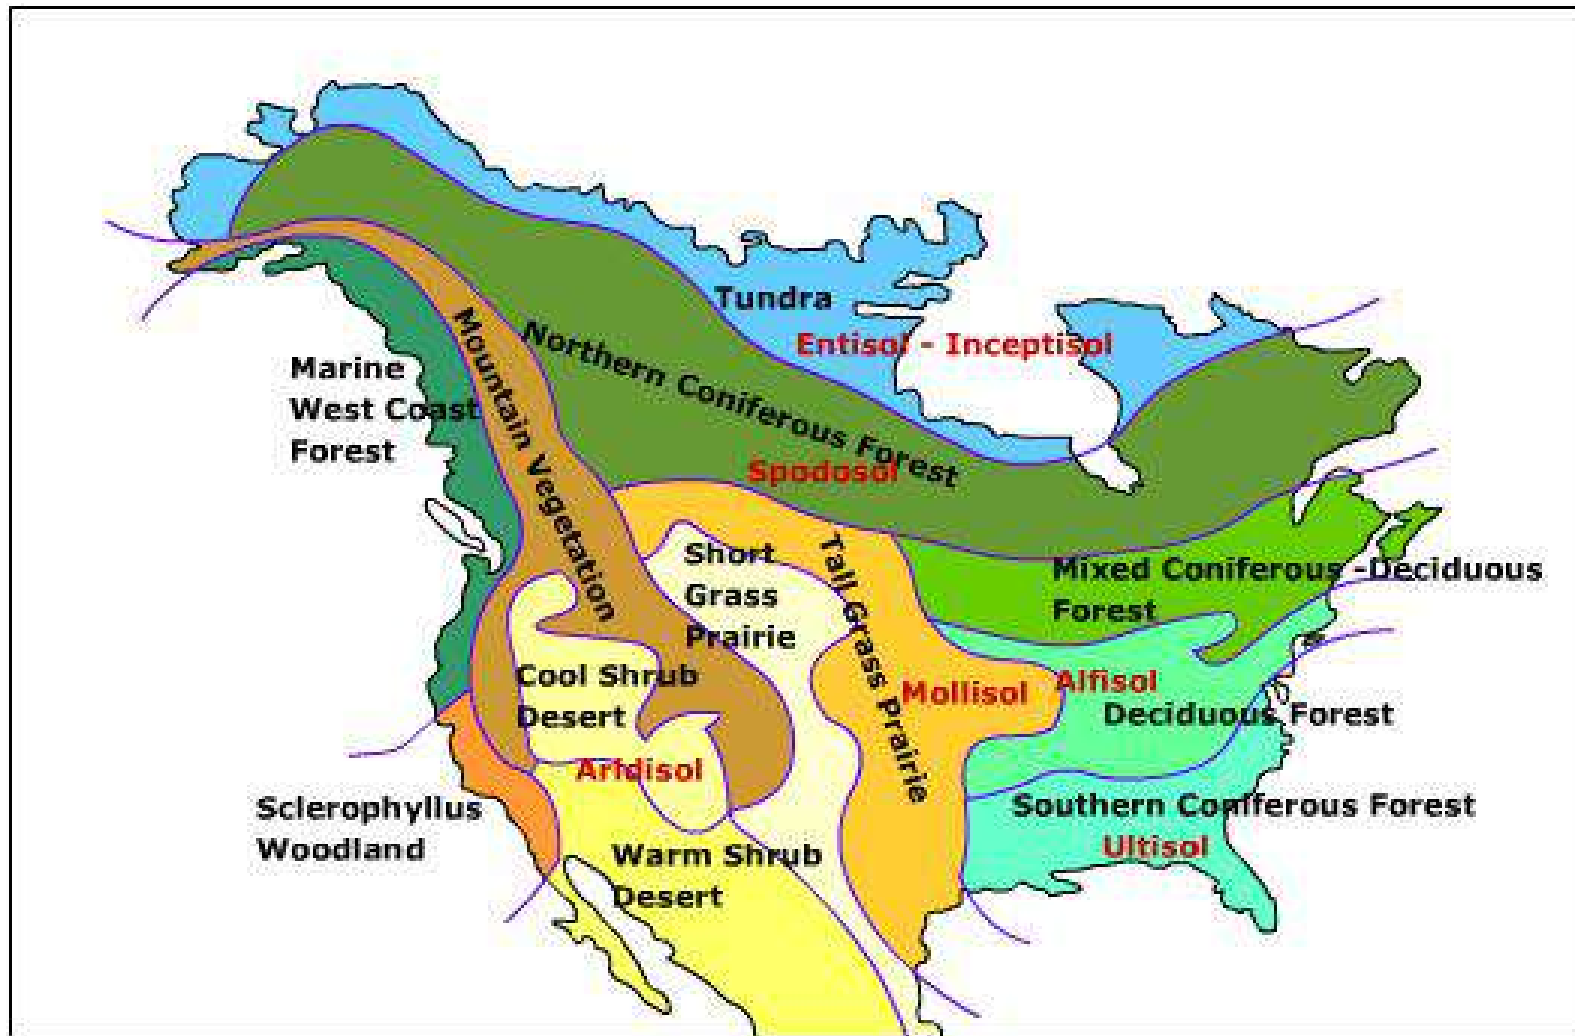 Tundra
Entisol - Inceptisol
Northern Coniferous Forest
Spodosol
Marine
West Coast
Forest
Mountain Vegetation
Short
Grass
Prairie
Tall Grass Prairie
Mixed Coniferous -Deciduous
Forest
Cool Shrub
Desert
Mollisol
Alfisol
Deciduous Forest
Aridisol
Sclerophyllus
Woodland
Southern Coniferous Forest
Ultisol
Warm Shrub
Desert